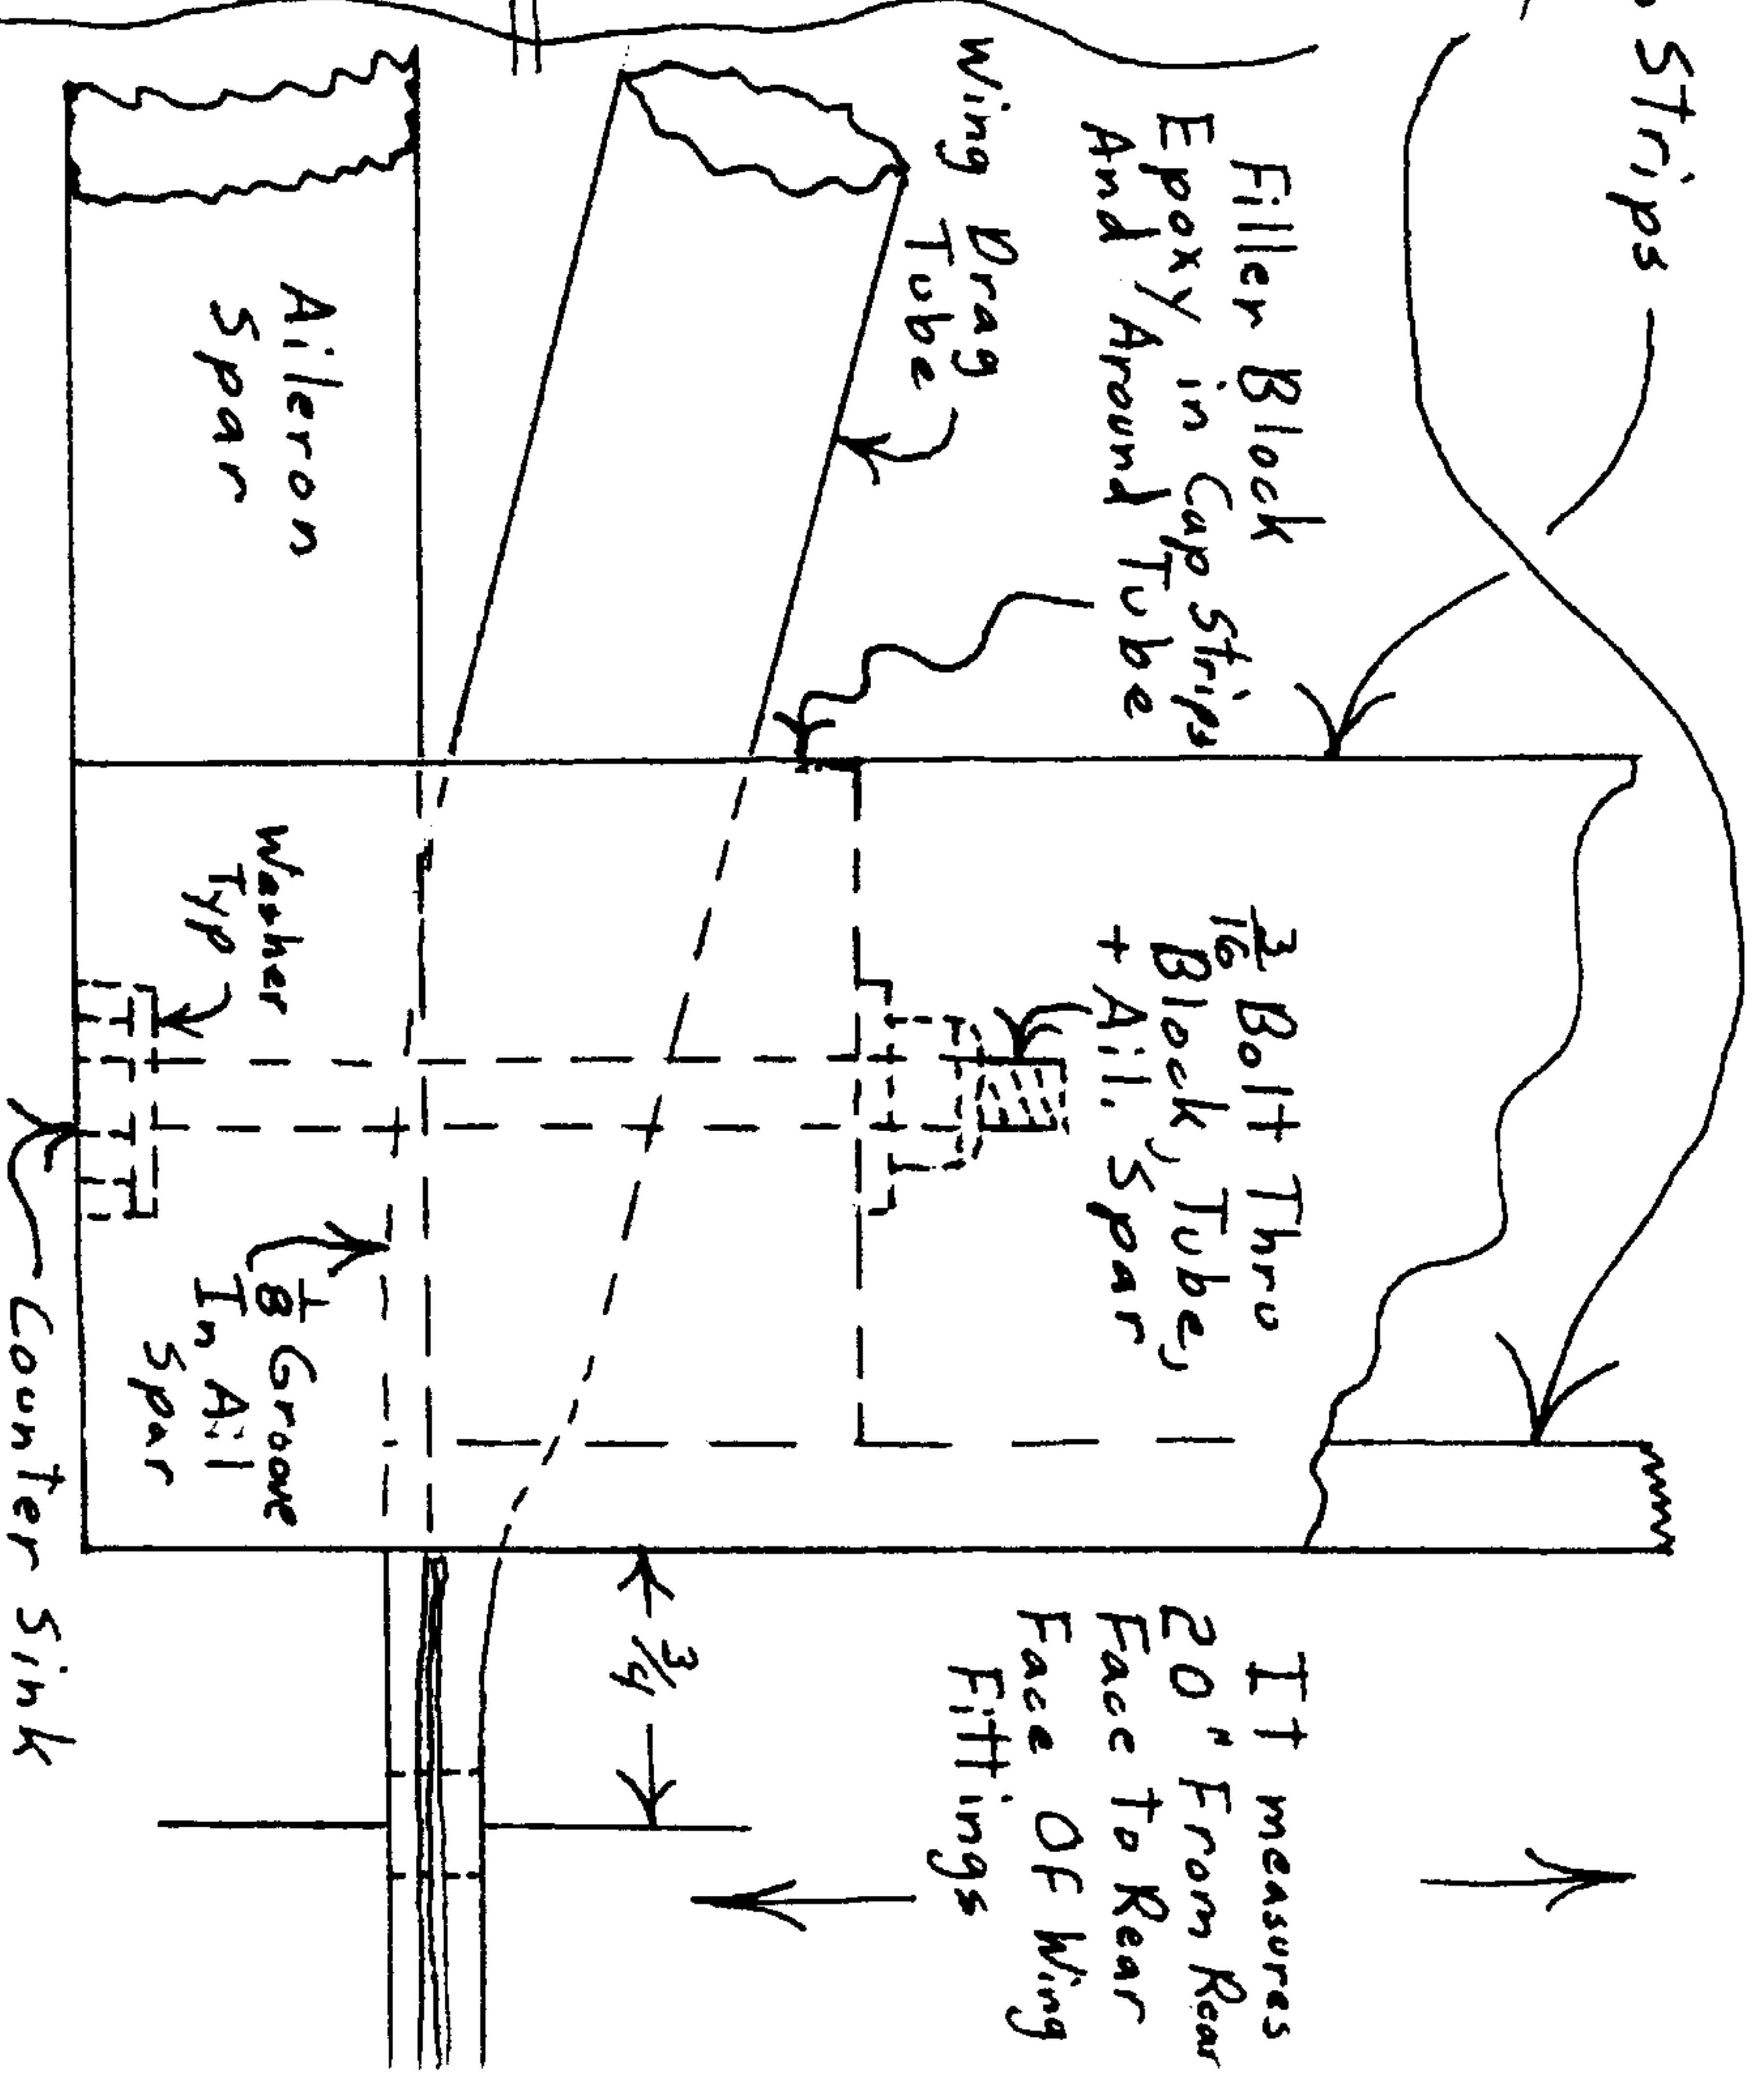 Strips
Filler Block
Epoxy in Cap Strips
And Around Tube
Wing Drag
Tube
Aileron
Spar
3/16 Bolt Thro
Block, Tube,
+ Ail. Spar
Washer
Typ
1/8 Groove
In Ail
Spar
Counter Sink
3/4
It measures
20" From Rear
Face To Rear
Face OF Wing
Fittings